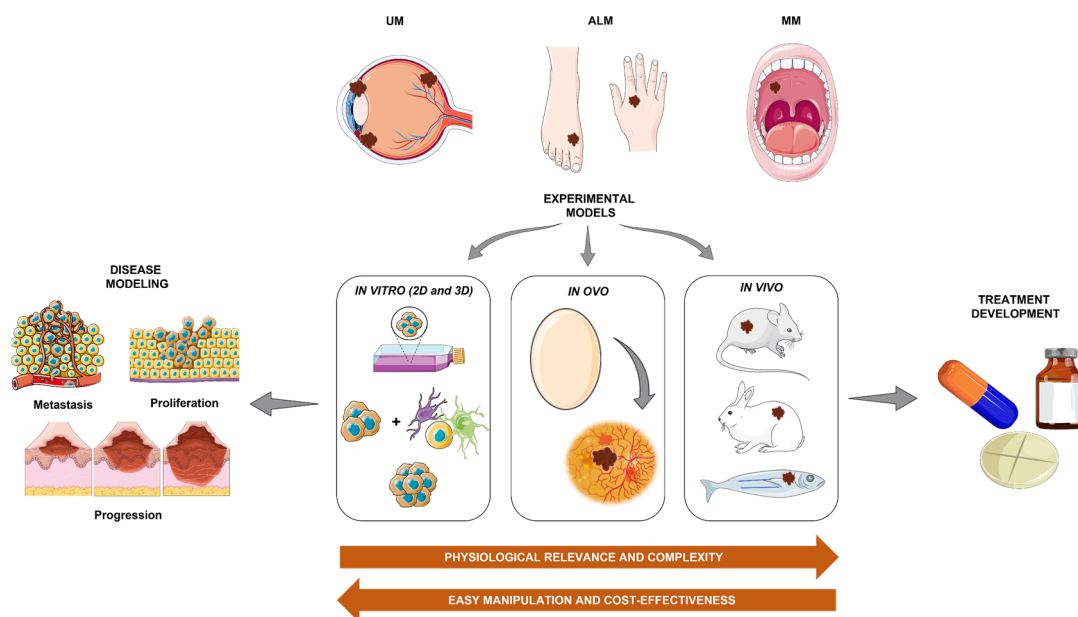 UM
ALM
MM
EXPERIMENTAL
MODELS
DISEASE
MODELING
Metastasis
Proliferation
Progression
IN VITRO (2D and 3D)
+
IN OVO
IN VIVO
TREATMENT
DEVELOPMENT
PHYSIOLOGICAL RELEVANCE AND COMPLEXITY
EASY MANIPULATION AND COST-EFFECTIVENESS